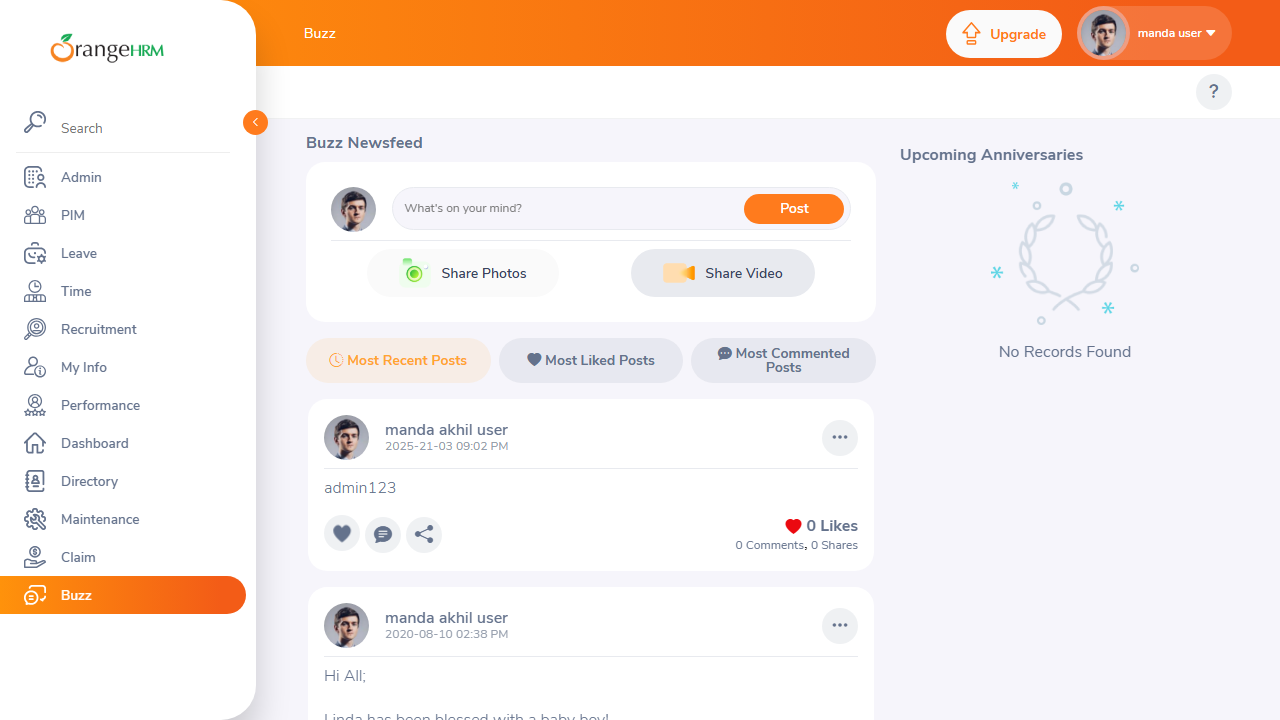 OrangeHRM
Buzz
Upgrade
manda user
?
Search
Admin
PIM
Leave
Time
Recruitment
My Info
Performance
Dashboard
Directory
Maintenance
Claim
Buzz
Buzz Newsfeed
What's on your mind?
Post
Share Photos
Share Video
Most Recent Posts
Most Liked Posts
Most Commented
Posts
manda akhil user
2025-21-03 09:02 PM
admin123
0 Likes
0 Comments, 0 Shares
manda akhil user
2020-08-10 02:38 PM
Hi All;
Linda has been blessed with a baby boy!
Upcoming Anniversaries
No Records Found